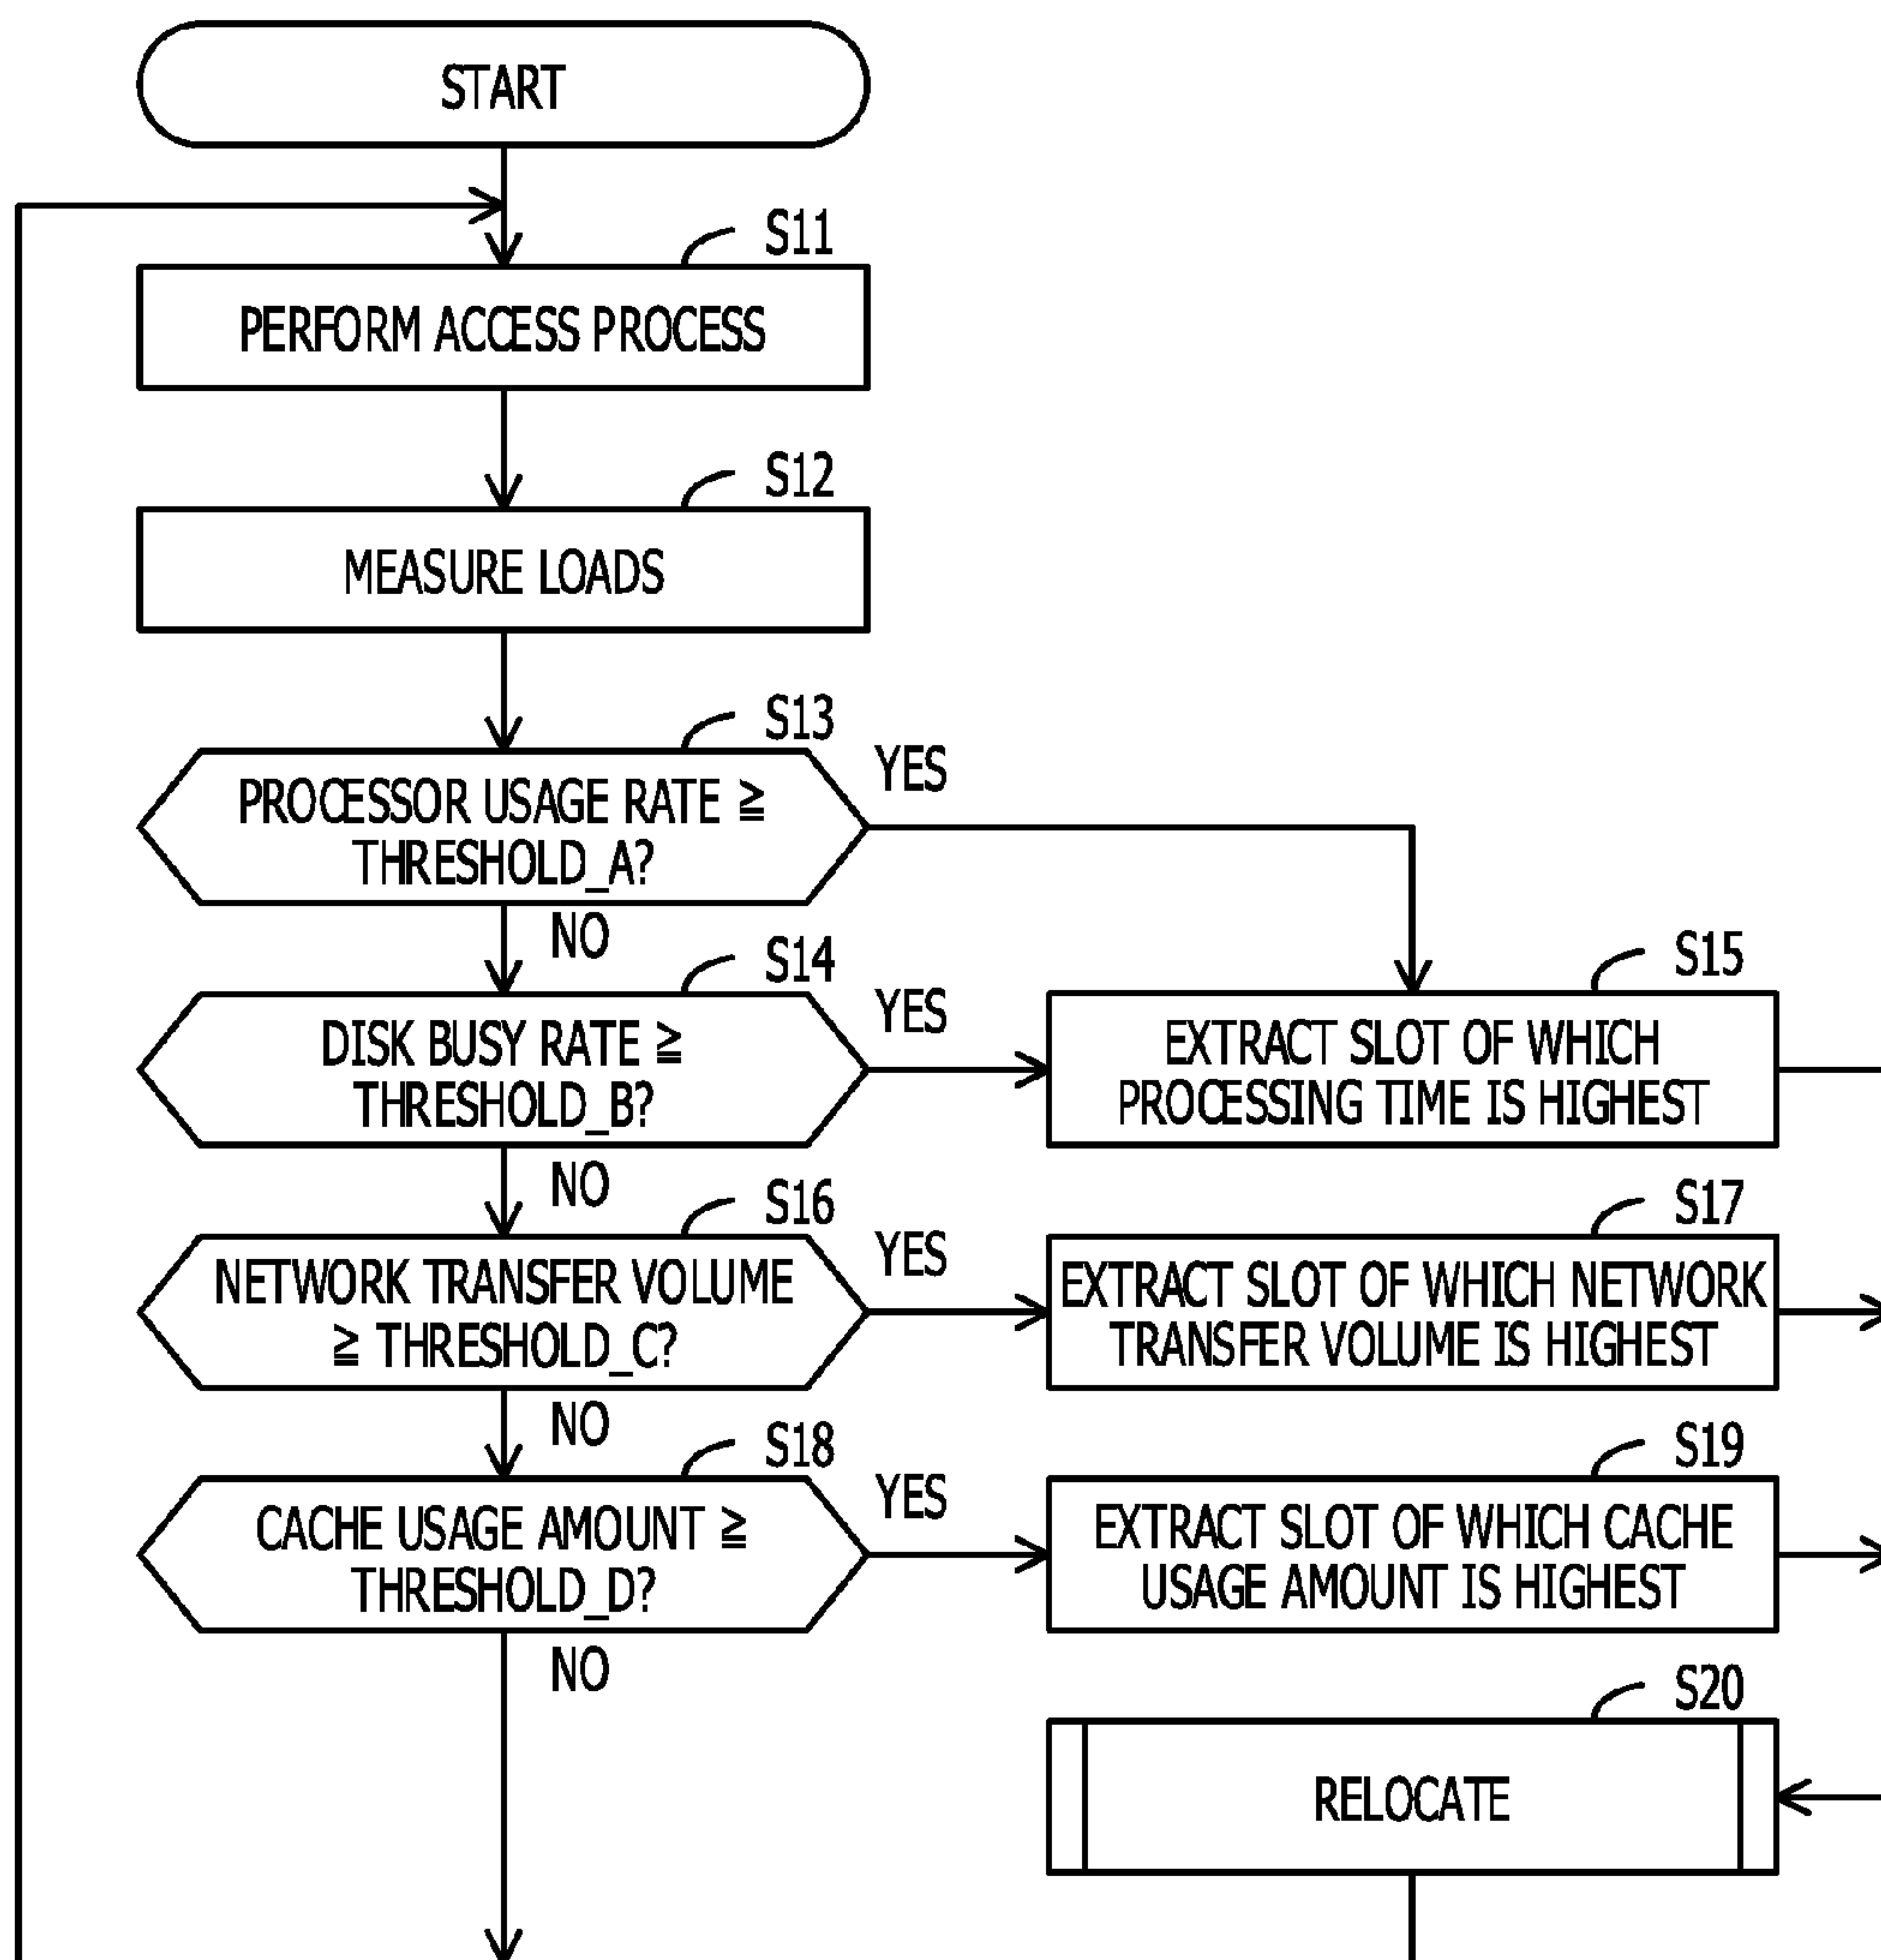 START
S11
PERFORM ACCESS PROCESS
S12
MEASURE LOADS
S13
PROCESSOR USAGE RATE ≧
THRESHOLD_A?
YES
NO
S14
DISK BUSY RATE ≧
THRESHOLD_B?
YES
NO
S15
EXTRACT SLOT OF WHICH
PROCESSING TIME IS HIGHEST
S16
NETWORK TRANSFER VOLUME
≧ THRESHOLD_C?
YES
NO
S17
EXTRACT SLOT OF WHICH NETWORK
TRANSFER VOLUME IS HIGHEST
S18
CACHE USAGE AMOUNT ≧
THRESHOLD_D?
YES
NO
S19
EXTRACT SLOT OF WHICH CACHE
USAGE AMOUNT IS HIGHEST
S20
RELOCATE